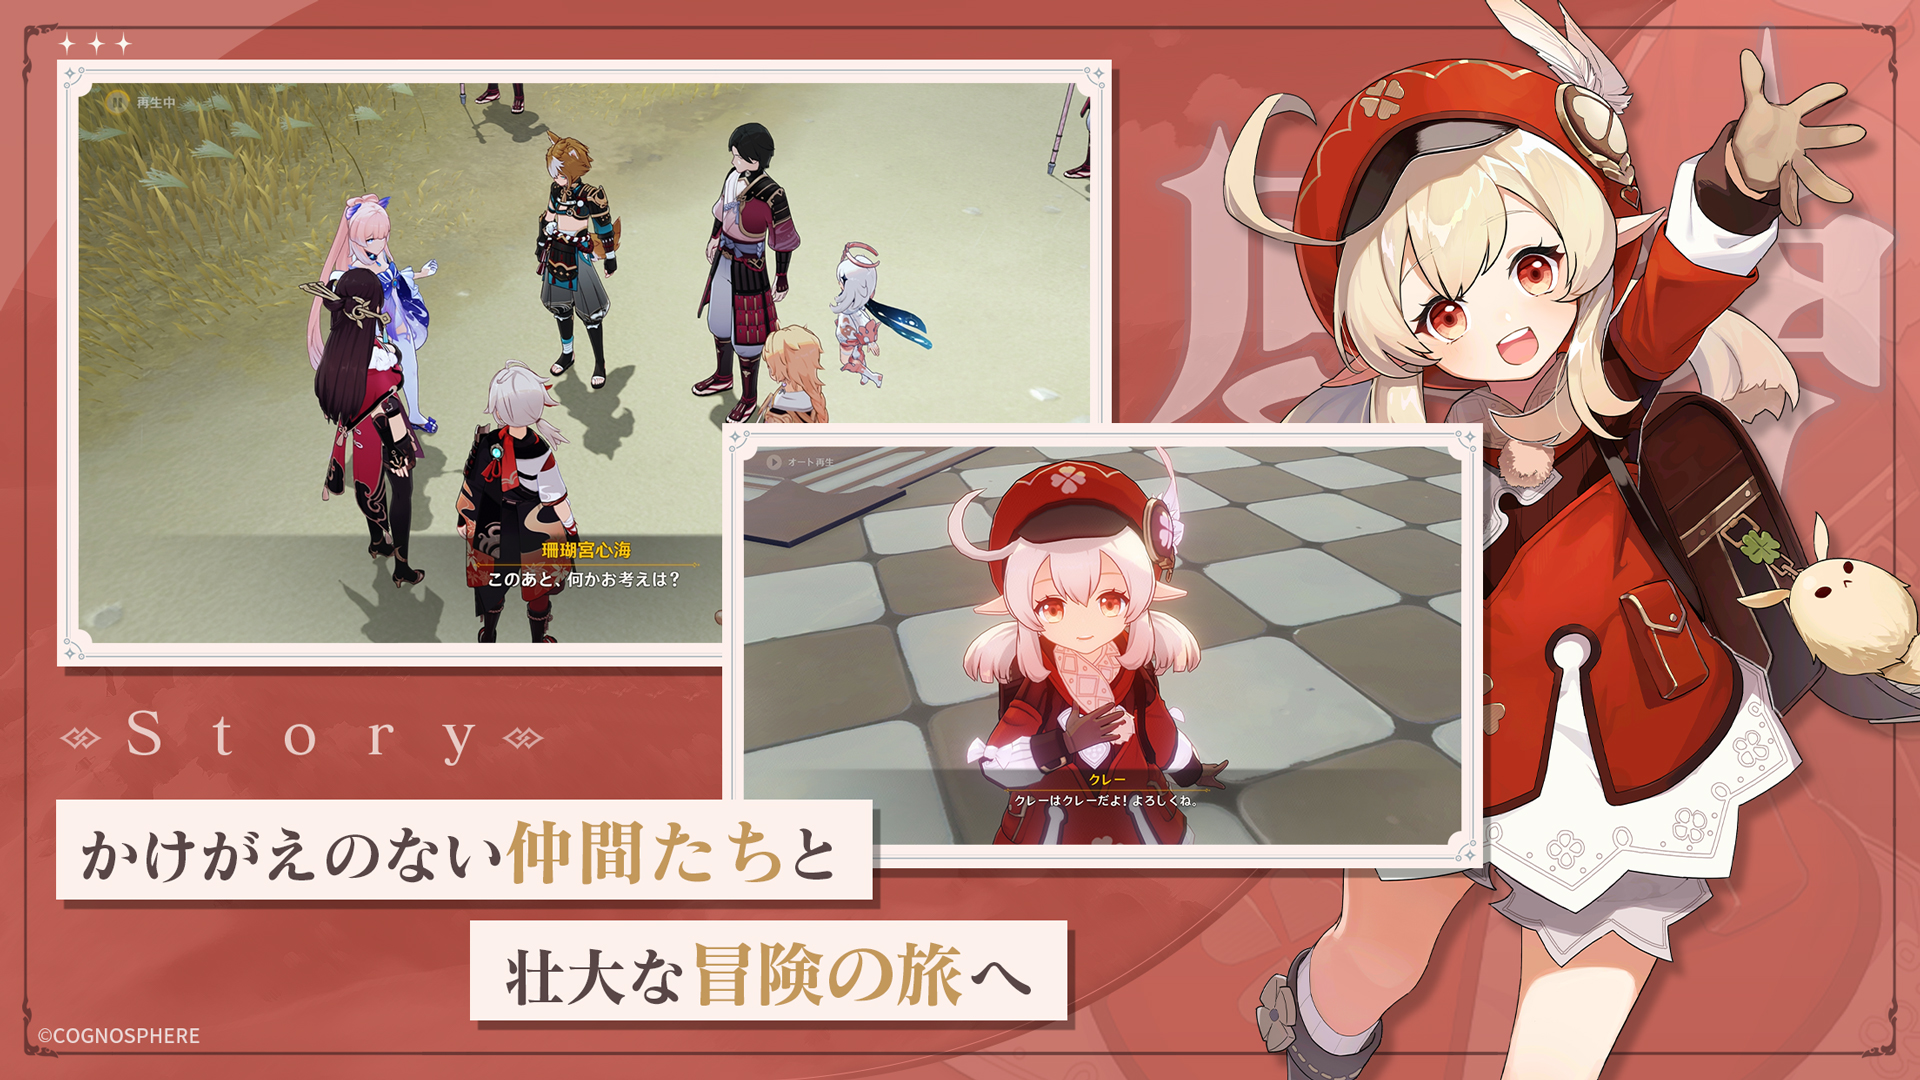 再生中
珊瑚宮心海
このあと、何かお考えは？
オート再生
クレー
クレーはクレーだよ！よろしくね。
Story
かけがえのない仲間たちと
壮大な冒険の旅へ
©COGNOSPHERE